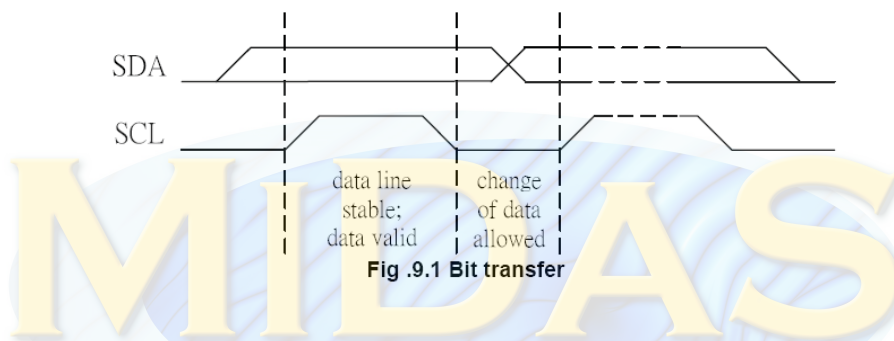 SDA
SCL
data line
stable;
data valid
change
of data
allowed
Fig .9.1 Bit transfer
MIDAS